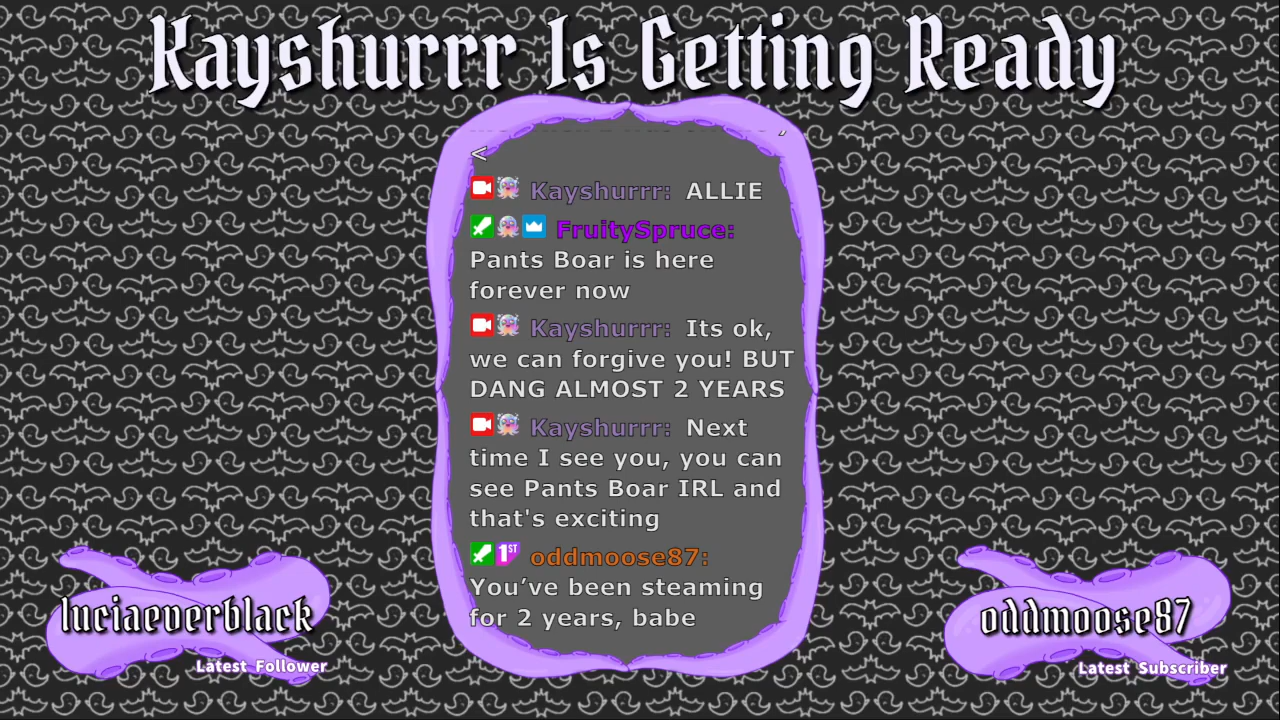 Kayshurrr Is Getting Ready
<
Kayshurrr: ALLIE
1ST
FruitySpruce:
Pants Boar is here
forever now
Kayshurrr: Its ok,
we can forgive you! BUT
DANG ALMOST 2 YEARS
Kayshurrr: Next
time I see you, you can
see Pants Boar IRL and
that's exciting
oddmoose87:
You’ve been steaming
for 2 years, babe
luciaeverblack
Latest Follower
oddmoose87
Latest Subscriber